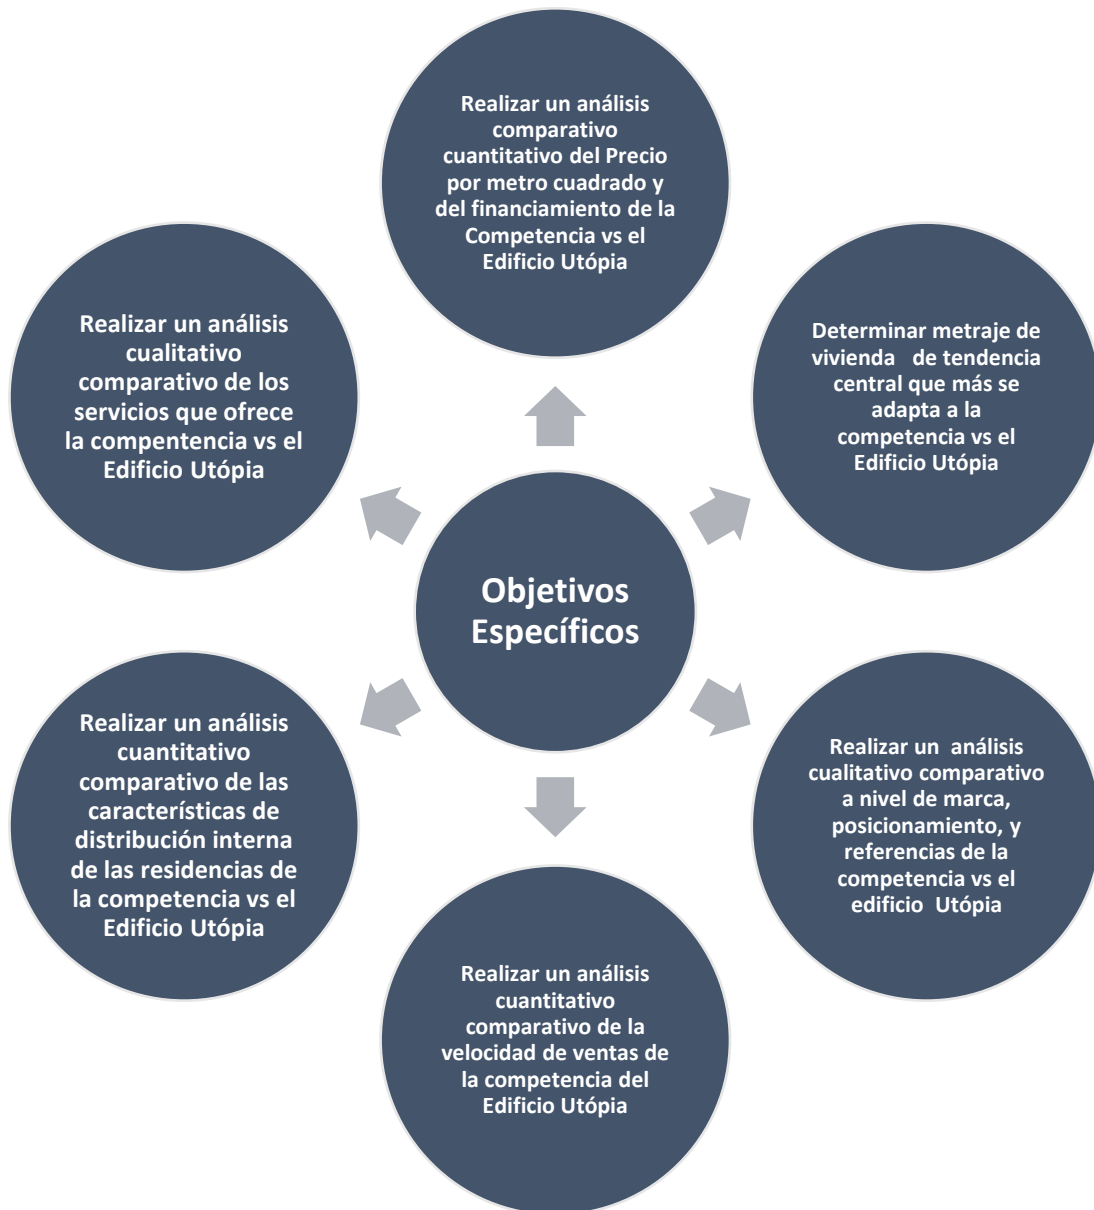 Realizar un análisis
comparativo
cuantitativo del Precio
por metro cuadrado y
del financiamiento de la
Competencia vs el
Edificio Utópia
Determinar metraje de
vivienda de tendencia
central que más se
adapta a la
competencia vs el
Edificio Utópia
Realizar un análisis
cualitativo comparativo
a nivel de marca,
posicionamiento, y
referencias de la
competencia vs el
edificio Utópia
Realizar un análisis
cuantitativo
comparativo de la
velocidad de ventas de
la competencia del
Edificio Utópia
Realizar un análisis
cuantitativo
comparativo de las
características de
distribución interna
de las residencias de
la competencia vs el
Edificio Utópia
Realizar un análisis
cualitativo
comparativo de los
servicios que ofrece
la compentencia vs el
Edificio Utópia
Objetivos
Específicos